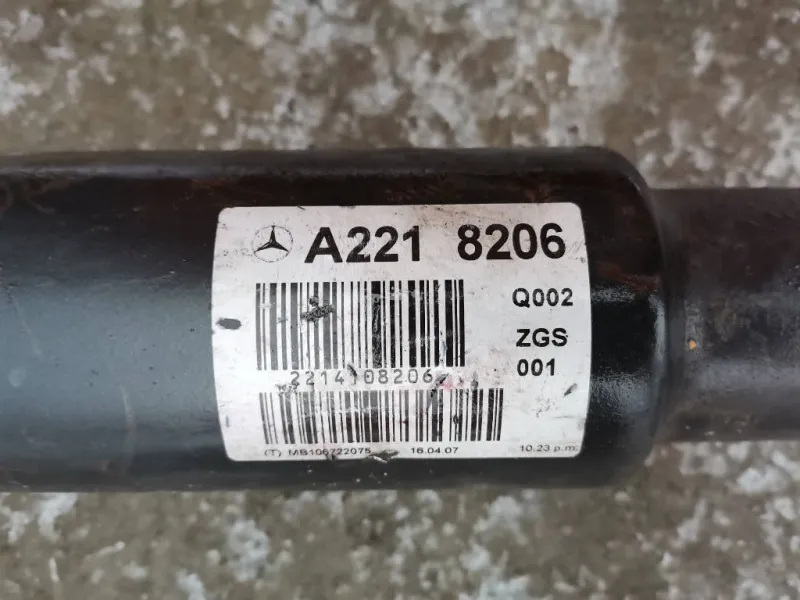 A221 8206
Q002
ZGS
001
2214108206
(T) MB106722075 16.04.07 10.23 p.m.